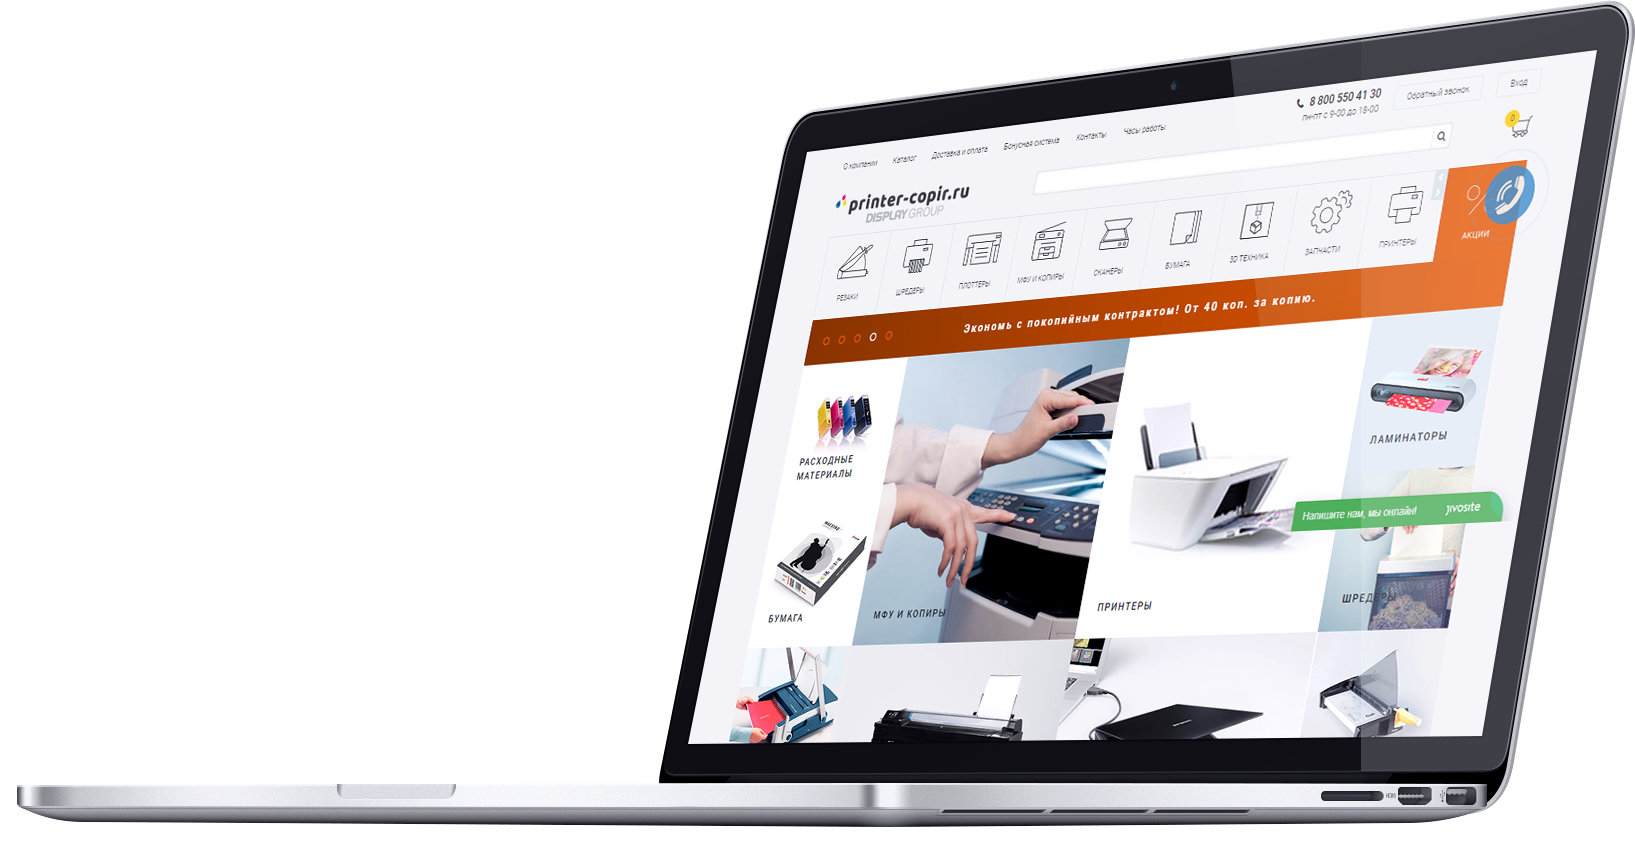 8 800 550 41 30
Обратный звонок
Вход
пн-пт с 9-00 до 18-00
О компании
Каталог
Доставка и оплата
Бонусная система
Контакты
Часы работы
0
printer-copir.ru
DISPLAY GROUP
РЕЗАКИ
ШРЕДЕРЫ
ПЛОТТЕРЫ
МФУ И КОПИРЫ
СКАНЕРЫ
БУМАГА
3D ТЕХНИКА
ЗАПЧАСТИ
ПРИНТЕРЫ
%
АКЦИИ
Экономь с покопийным контрактом! От 40 коп. за копию.
РАСХОДНЫЕ
МАТЕРИАЛЫ
ЛАМИНАТОРЫ
Напишите нам, мы онлайн!
jivosite
БУМАГА
МФУ И КОПИРЫ
ПРИНТЕРЫ
ШРЕДЕРЫ